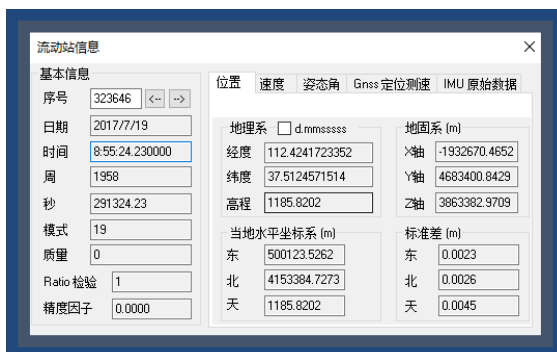 流动站信息
基本信息
序号 323646 <-- -->
日期 2017/7/19
时间 8:55:24.230000
周 1958
秒 291324.23
模式 19
质量 0
Ratio 检验 1
精度因子 0.0000
位置 速度 姿态角 Gnss 定位测速 IMU 原始数据
地理系 d.mmsssss
经度 112.4241723352
纬度 37.5124571514
高程 1185.8202
地固系 (m)
X轴 -1932670.4652
Y轴 4683400.8429
Z轴 3863382.9709
当地水平坐标系 (m)
东 500123.5262
北 4153384.7273
天 1185.8202
标准差 (m)
东 0.0023
北 0.0026
天 0.0045